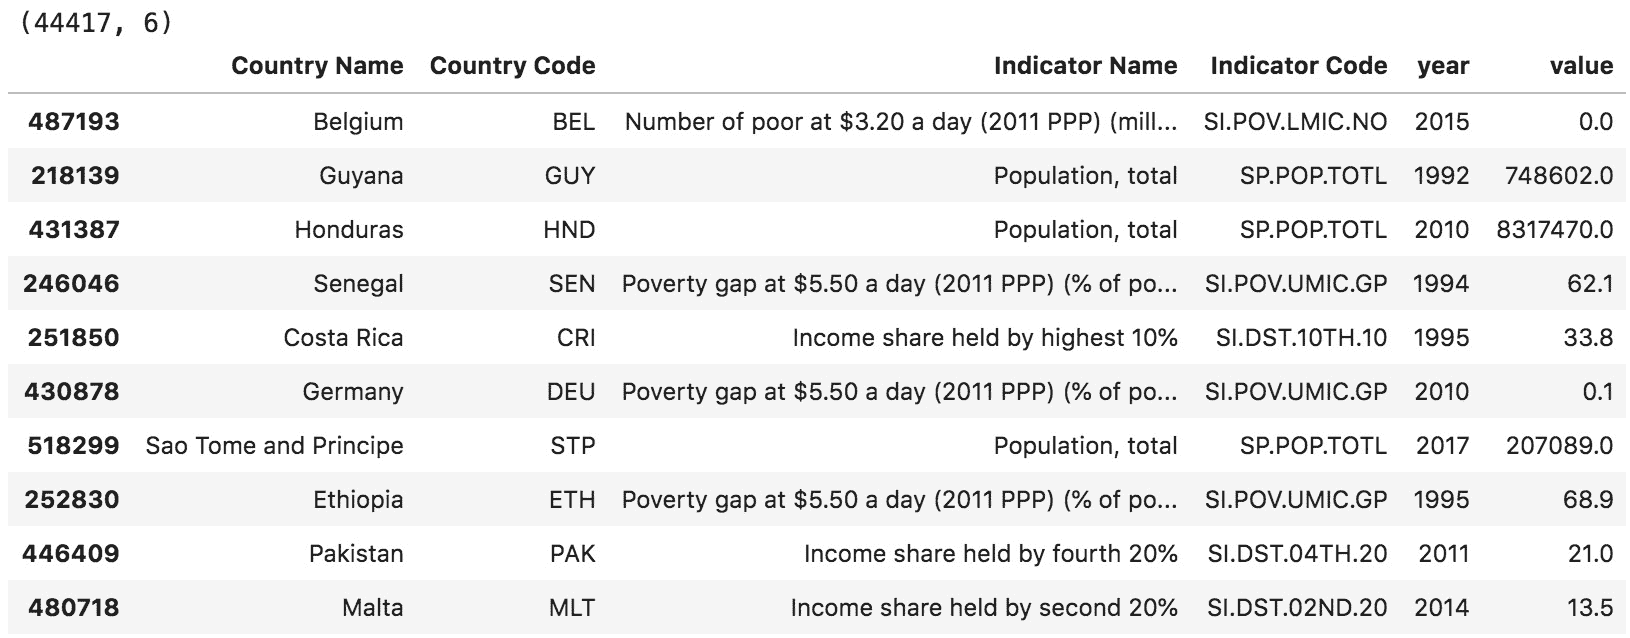 (44417, 6)
Country Name Country Code Indicator Name Indicator Code year value
487193 Belgium BEL Number of poor at $3.20 a day (2011 PPP) (mill... SI.POV.LMIC.NO 2015 0.0
218139 Guyana GUY Population, total SP.POP.TOTL 1992 748602.0
431387 Honduras HND Population, total SP.POP.TOTL 2010 8317470.0
246046 Senegal SEN Poverty gap at $5.50 a day (2011 PPP) (% of po... SI.POV.UMIC.GP 1994 62.1
251850 Costa Rica CRI Income share held by highest 10% SI.DST.10TH.10 1995 33.8
430878 Germany DEU Poverty gap at $5.50 a day (2011 PPP) (% of po... SI.POV.UMIC.GP 2010 0.1
518299 Sao Tome and Principe STP Population, total SP.POP.TOTL 2017 207089.0
252830 Ethiopia ETH Poverty gap at $5.50 a day (2011 PPP) (% of po... SI.POV.UMIC.GP 1995 68.9
446409 Pakistan PAK Income share held by fourth 20% SI.DST.04TH.20 2011 21.0
480718 Malta MLT Income share held by second 20% SI.DST.02ND.20 2014 13.5